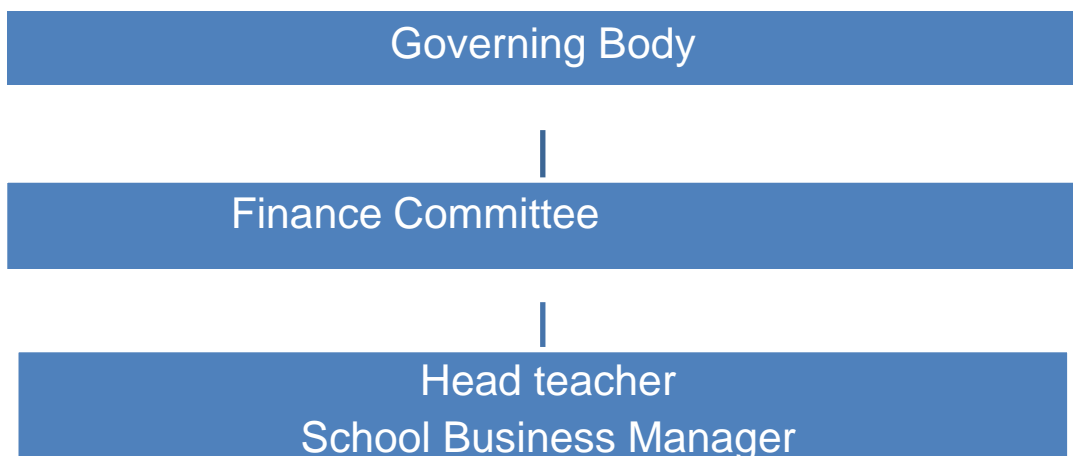 Governing Body
Finance Committee
Head teacher
School Business Manager